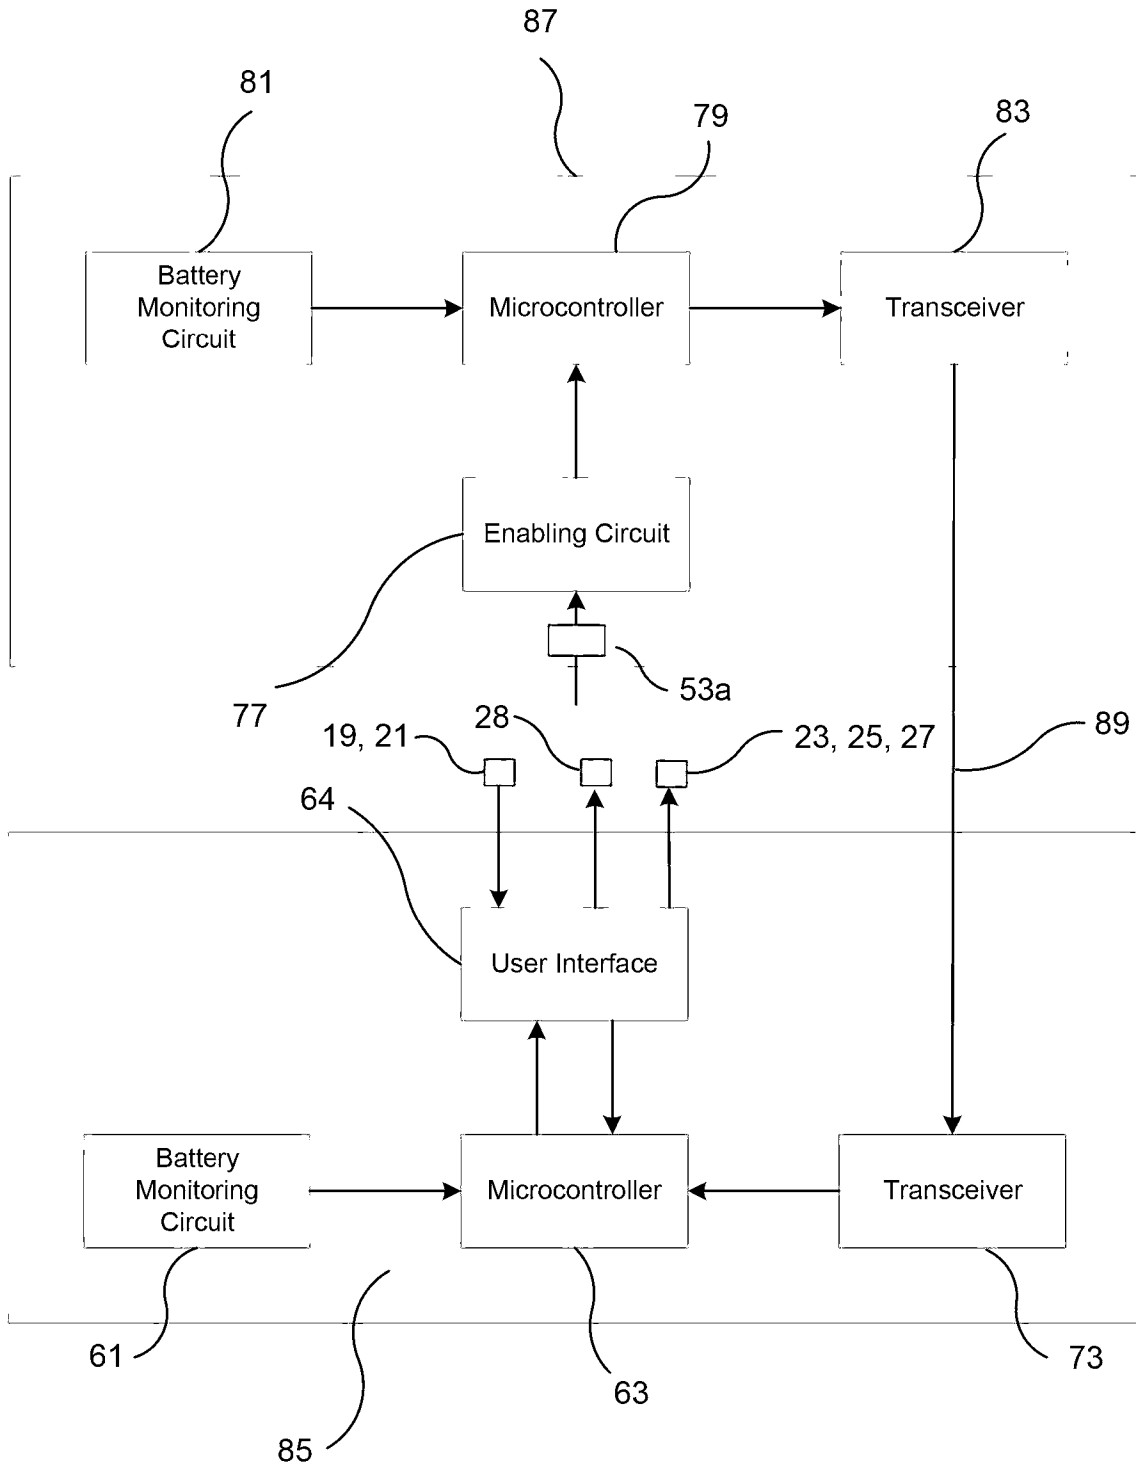 87
81
79
83
Battery
Monitoring
Circuit
Microcontroller
Transceiver
Enabling Circuit
53a
77
19, 21
28
23, 25, 27
89
64
User Interface
Battery
Monitoring
Circuit
Microcontroller
Transceiver
61
63
73
85